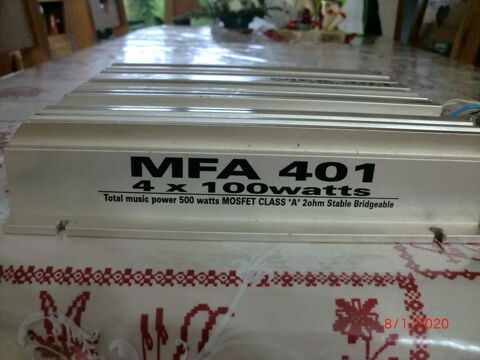 MFA 401
4 x 100watts
Total music power 500 watts MOSFET CLASS "A" 2ohm Stable Bridgeable
8/1/2020